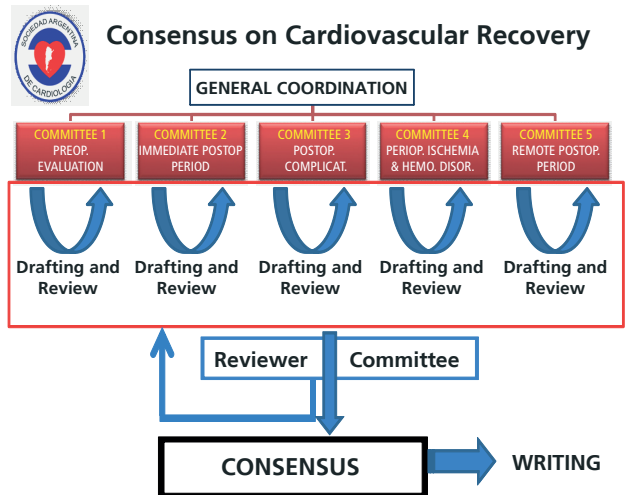 SOCIEDAD ARGENTINA
DE CARDIOLOGIA
Consensus on Cardiovascular Recovery
GENERAL COORDINATION
COMMITTEE 1
PREOP.
EVALUATION
COMMITTEE 2
IMMEDIATE POSTOP
PERIOD
COMMITTEE 3
POSTOP.
COMPLICAT.
COMMITTEE 4
PERIOP. ISCHEMIA
& HEMO. DISOR.
COMMITTEE 5
REMOTE POSTOP.
PERIOD
Drafting and
Review
Drafting and
Review
Drafting and
Review
Drafting and
Review
Drafting and
Review
Reviewer Committee
CONSENSUS
WRITING